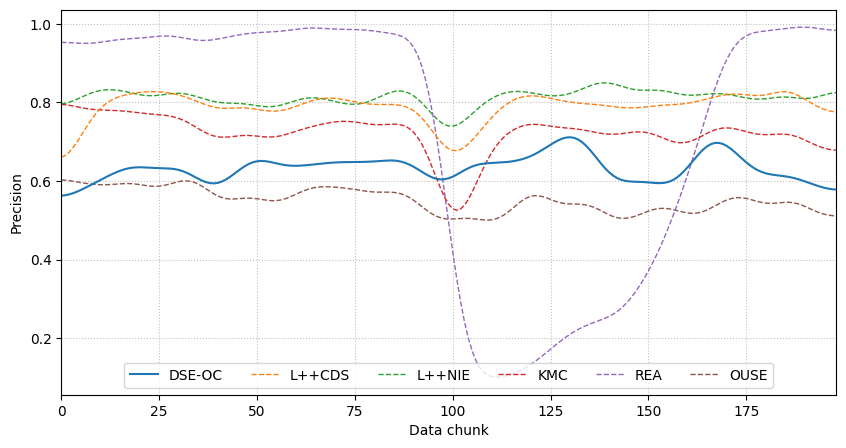 1.0
0.8
0.6
0.4
0.2
Precision
DSE-OC L++CDS L++NIE KMC REA OUSE
0 25 50 75 100 125 150 175
Data chunk